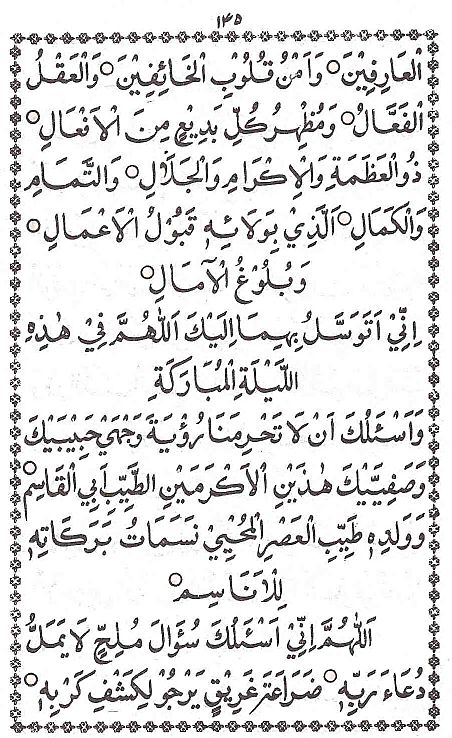 ١٤٥
الْعَارِفِيْنَ ○ وَاَمْنُ قُلُوْبِ الْخَائِفِيْنَ ○ وَالْعَقْلُ
الْفَعَّالُ ○ وَمُظْهِرُ كُلِّ بَدِيْعٍ مِنَ الْاَفْعَالِ ○
ذُو الْعَظَمَةِ وَالْاِكْرَامِ وَالْجَلَالِ ○ وَالتَّمَامِ
وَالْكَمَالِ ○ اَلَّذِيْ بِوَلَائِهٖ قَبُوْلُ الْاَعْمَالِ ○
وَبُلُوْغُ الْآمَالِ ○
اِنِّيْ اَتَوَسَّلُ بِهِمَا اِلَيْكَ اَللّٰهُمَّ فِيْ هٰذِهِ
اللَّيْلَةِ الْمُبَارَكَةِ
وَاَسْئَلُكَ اَنْ لَا تَحْرِمَنَا رُؤْيَةَ وَجْهَيْ حَبِيْبَيْكَ
وَصَفِيَّيْكَ هٰذَيْنِ الْاَكْرَمَيْنِ الطَّيِّبِ اَبِي الْقَاسِمِ ○
وَوَلَدِهٖ طَيِّبِ الْعَصْرِ الْمُحْيِيْ نَسَمَاتُ بَرَكَاتِهٖ
لِلْاَنَاسِمِ ○
اَللّٰهُمَّ اِنِّيْ اَسْئَلُكَ سُؤَالَ مُلِحٍّ لَا يَمَلُّ
دُعَاءَ رَبِّهٖ ○ ضَرَاعَةَ غَرِيْقٍ يَرْجُوْ لِكَشْفِ كَرْبِهٖ ○